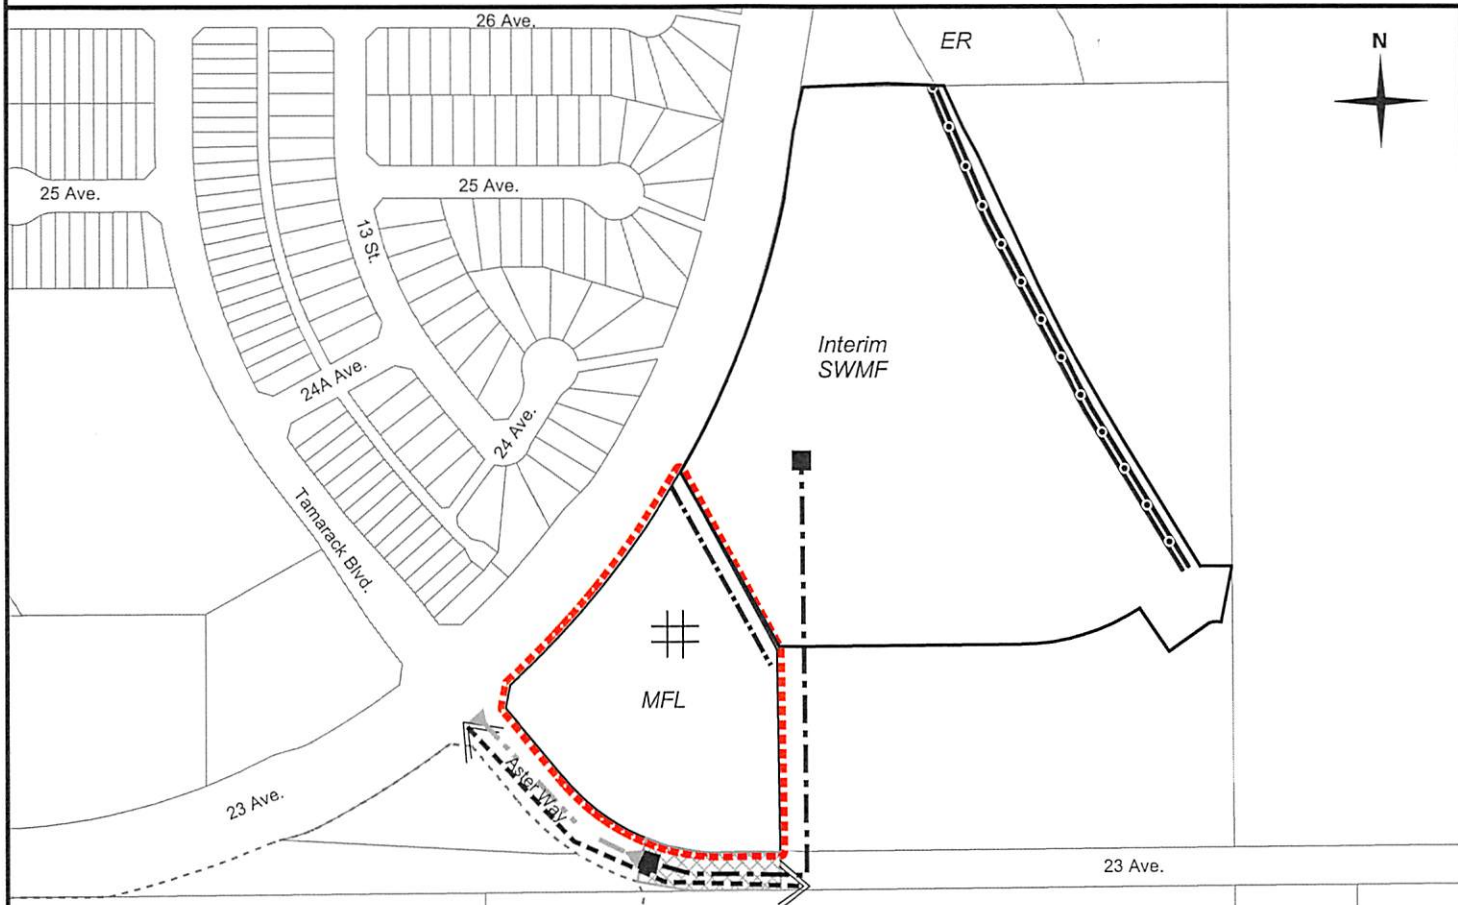 26 Ave.
ER
N
25 Ave.
25 Ave.
13 St.
Interim
SWMF
24A Ave.
24 Ave.
Tamarack Blvd.
MFL
Aster Way
23 Ave.
23 Ave.